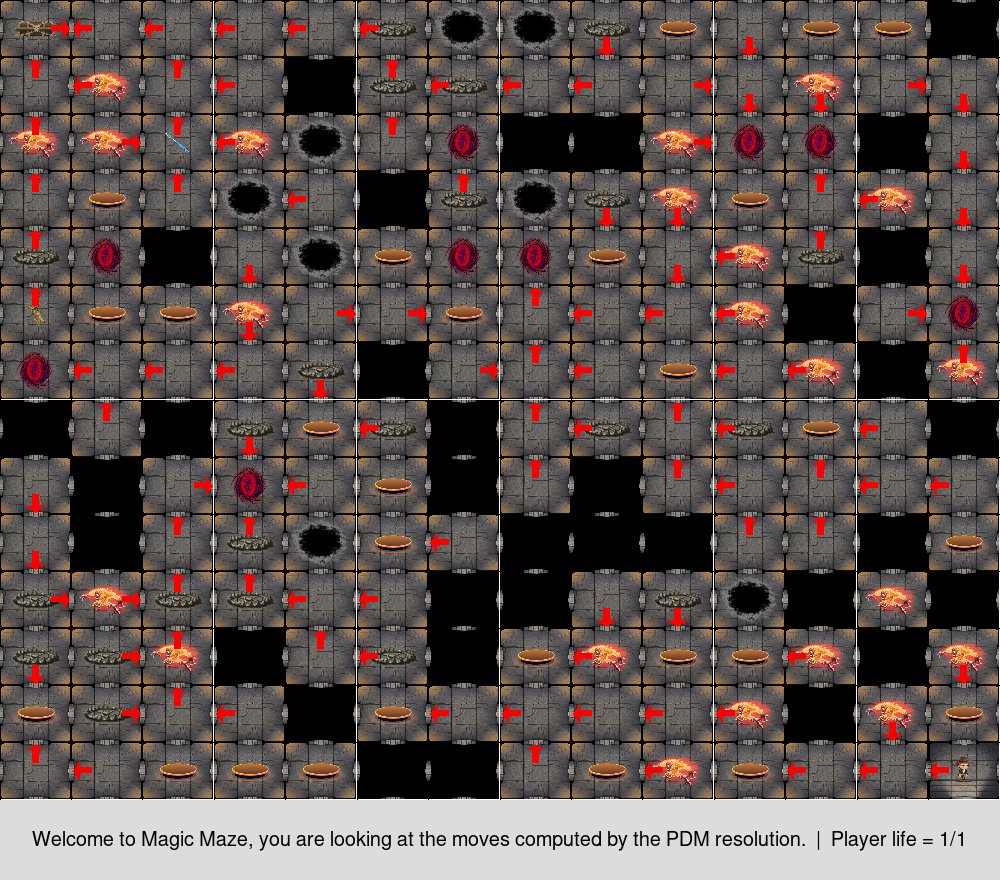 Welcome to Magic Maze, you are looking at the moves computed by the PDM resolution.  |  Player life = 1/1